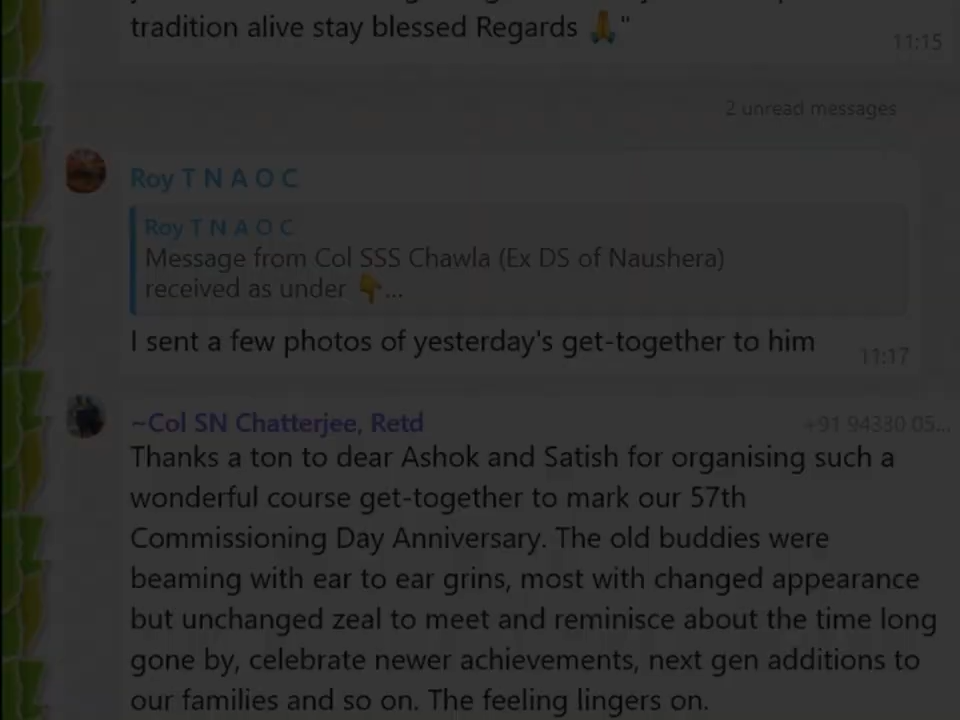 tradition alive stay blessed Regards 🙏"
11:15
2 unread messages
Roy T N A O C
Roy T N A O C
Message from Col SSS Chawla (Ex DS of Naushera)
received as under 👇...
I sent a few photos of yesterday's get-together to him
11:17
~Col SN Chatterjee, Retd
+91 94330 05...
Thanks a ton to dear Ashok and Satish for organising such a
wonderful course get-together to mark our 57th
Commissioning Day Anniversary. The old buddies were
beaming with ear to ear grins, most with changed appearance
but unchanged zeal to meet and reminisce about the time long
gone by, celebrate newer achievements, next gen additions to
our families and so on. The feeling lingers on.